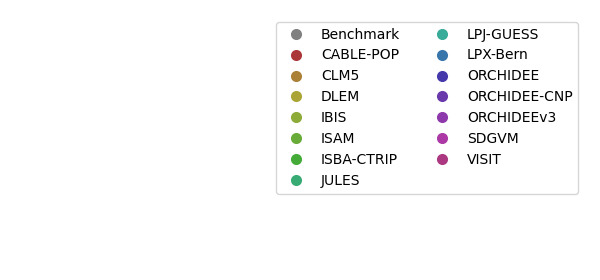 Benchmark
CABLE-POP
CLM5
DLEM
IBIS
ISAM
ISBA-CTRIP
JULES
LPJ-GUESS
LPX-Bern
ORCHIDEE
ORCHIDEE-CNP
ORCHIDEEv3
SDGVM
VISIT